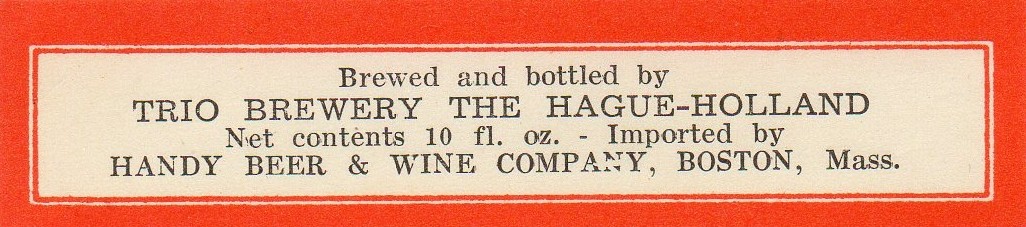 Brewed and bottled by
TRIO BREWERY THE HAGUE-HOLLAND
Net contents 10 fl. oz. - Imported by
HANDY BEER & WINE COMPANY, BOSTON, Mass.